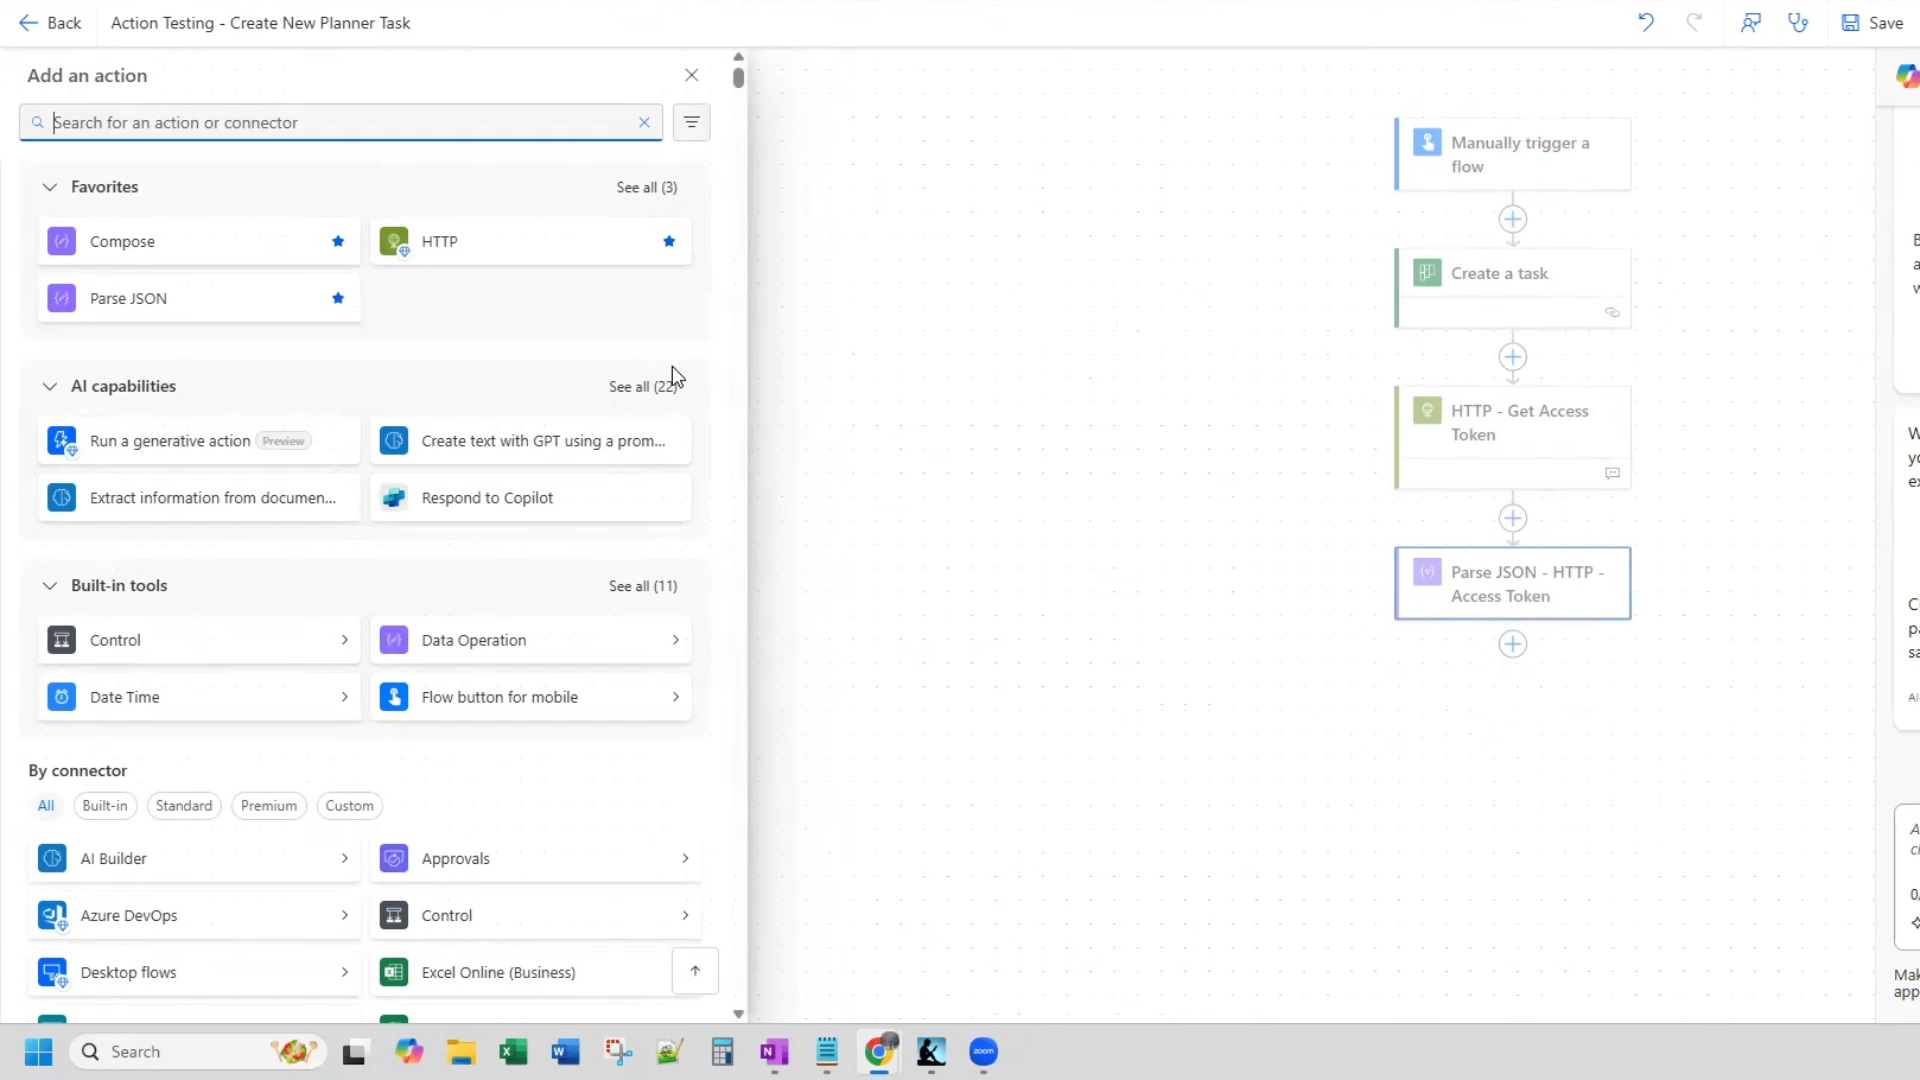 Back
Action Testing - Create New Planner Task
Save
Add an action
Search for an action or connector
Favorites
See all (3)
Compose
HTTP
Parse JSON
AI capabilities
See all (22)
Run a generative action
Preview
Create text with GPT using a prom...
Extract information from documen...
Respond to Copilot
Built-in tools
See all (11)
Control
Data Operation
Date Time
Flow button for mobile
By connector
All
Built-in
Standard
Premium
Custom
AI Builder
Approvals
Azure DevOps
Control
Desktop flows
Excel Online (Business)
Manually trigger a
flow
Create a task
HTTP - Get Access
Token
Parse JSON - HTTP -
Access Token
Search
zoom